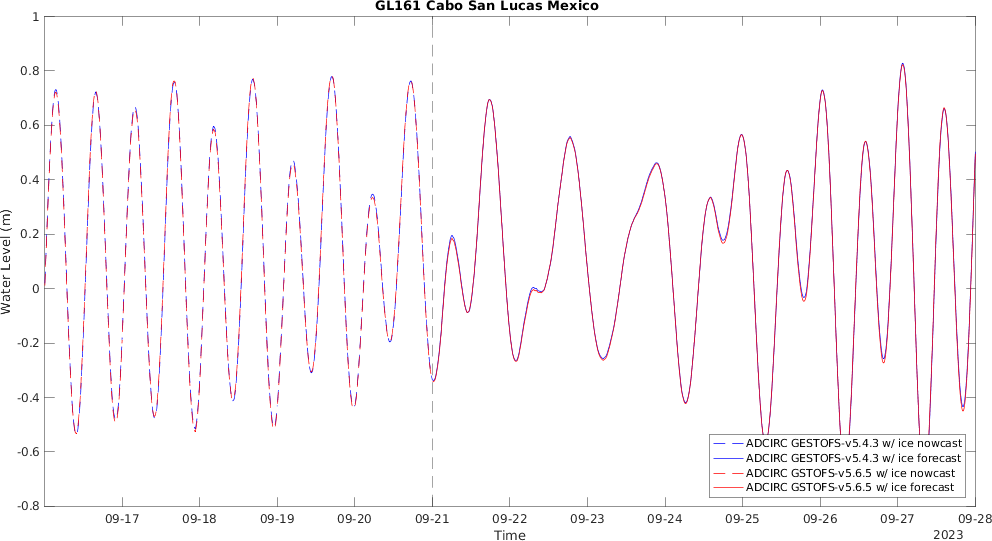 GL161 Cabo San Lucas Mexico
1
0.8
0.6
0.4
0.2
0
-0.2
-0.4
-0.6
-0.8
Water Level (m)
ADCIRC GESTOFS-v5.4.3 w/ ice nowcast
ADCIRC GESTOFS-v5.4.3 w/ ice forecast
ADCIRC GSTOFS-v5.6.5 w/ ice nowcast
ADCIRC GSTOFS-v5.6.5 w/ ice forecast
09-17 09-18 09-19 09-20 09-21 09-22 09-23 09-24 09-25 09-26 09-27 09-28
Time
2023